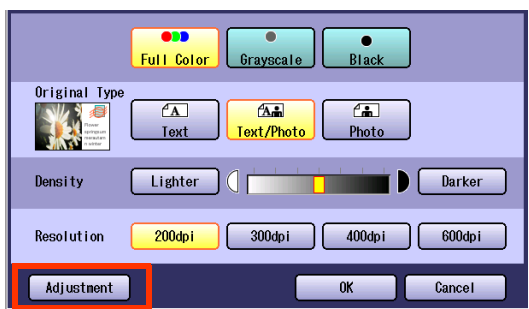 Full Color Grayscale Black
Original Type
A Text A Text/Photo Photo
Density Lighter Darker
Resolution 200dpi 300dpi 400dpi 600dpi
Adjustment OK Cancel